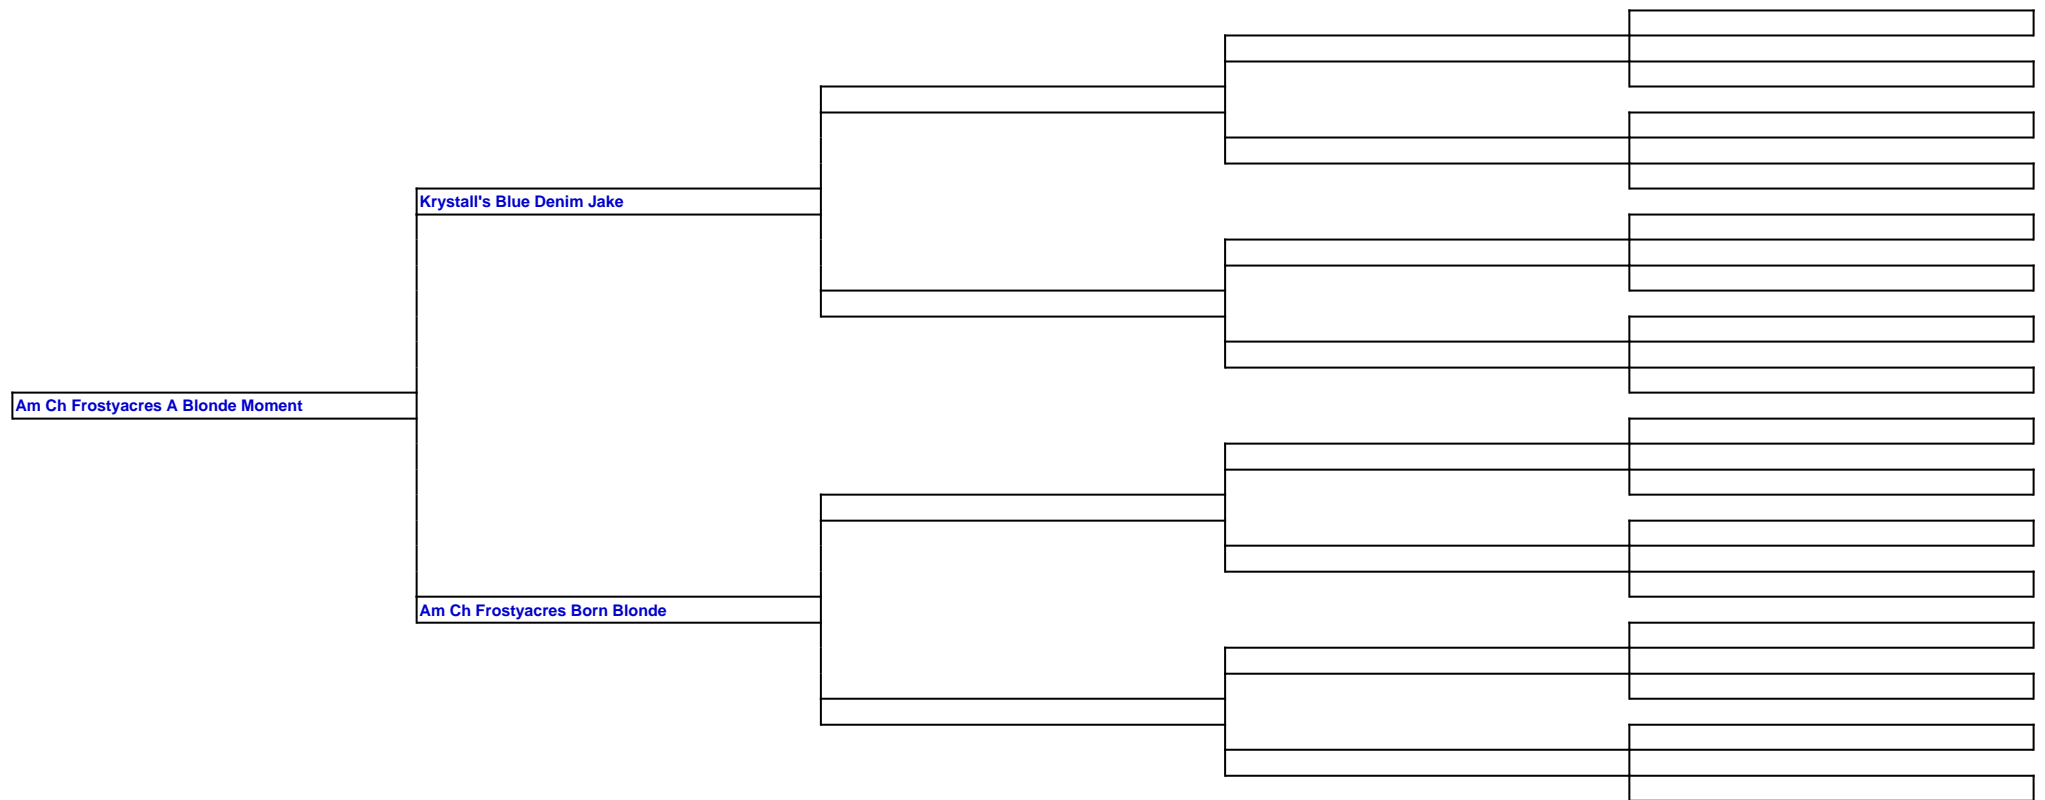 Krystall's Blue Denim Jake
Am Ch Frostyacres A Blonde Moment
Am Ch Frostyacres Born Blonde